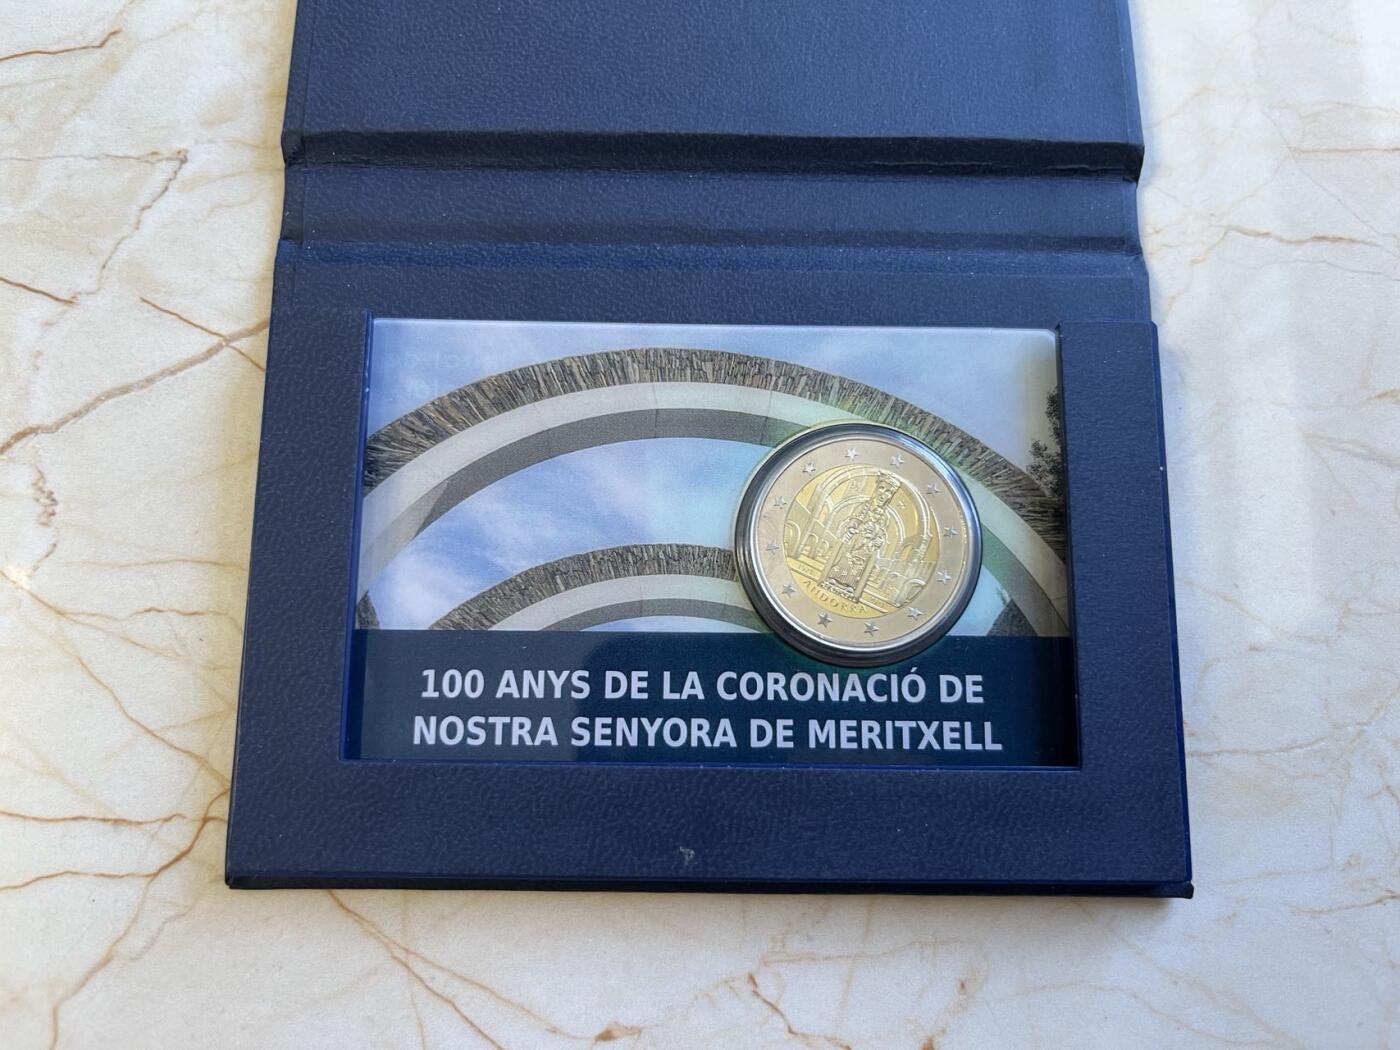 100 ANYS DE LA CORONACIÓ DE
NOSTRA SENYORA DE MERITXELL
ANDORRA